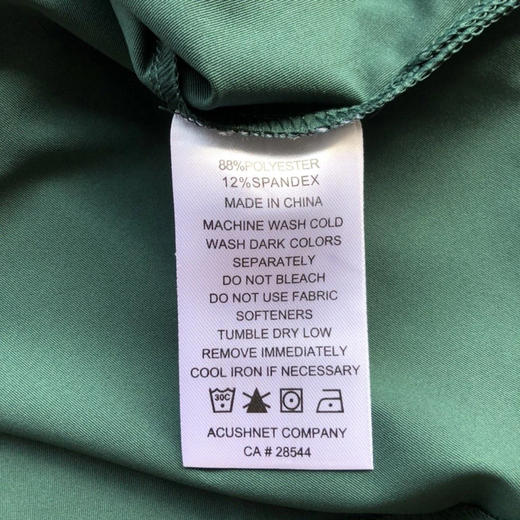 88%POLYESTER
12%SPANDEX
MADE IN CHINA
MACHINE WASH COLD
WASH DARK COLORS
SEPARATELY
DO NOT BLEACH
DO NOT USE FABRIC
SOFTENERS
TUMBLE DRY LOW
REMOVE IMMEDIATELY
COOL IRON IF NECESSARY
30C
ACUSHNET COMPANY
CA # 28544